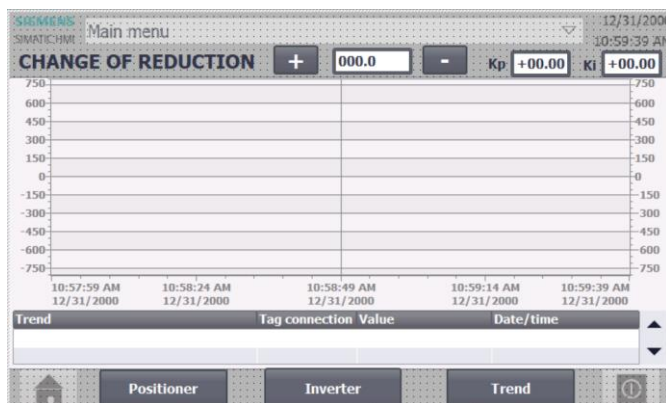 SIEMENS
SIMATIC HMI
Main menu
12/31/2000
10:59:39 AM
CHANGE OF REDUCTION + 000.0 - Kp +00.00 Ki +00.00
750 750
600 600
450 450
300 300
150 150
0 0
-150 -150
-300 -300
-450 -450
-600 -600
-750 -750
10:57:59 AM 10:58:24 AM 10:58:49 AM 10:59:14 AM 10:59:39 AM
12/31/2000 12/31/2000 12/31/2000 12/31/2000 12/31/2000
Trend Tag connection Value Date/time
Positioner Inverter Trend